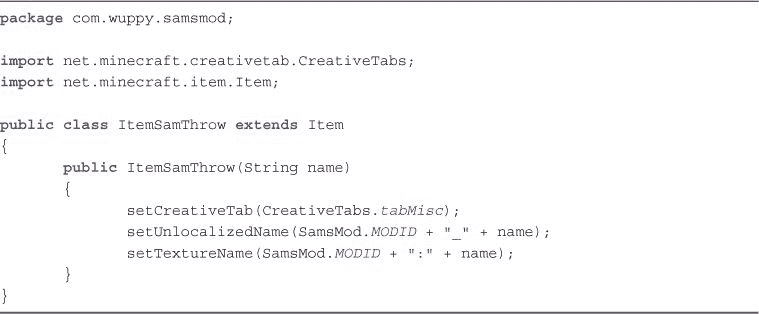 package com.wuppy.samsmod;
import net.minecraft.creativetab.CreativeTabs;
import net.minecraft.item.Item;
public class ItemSamThrow extends Item
{
public ItemSamThrow(String name)
{
setCreativeTab(CreativeTabs.tabMisc);
setUnlocalizedName(SamsMod.MODID + "_" + name);
setTextureName(SamsMod.MODID + ":" + name);
}
}